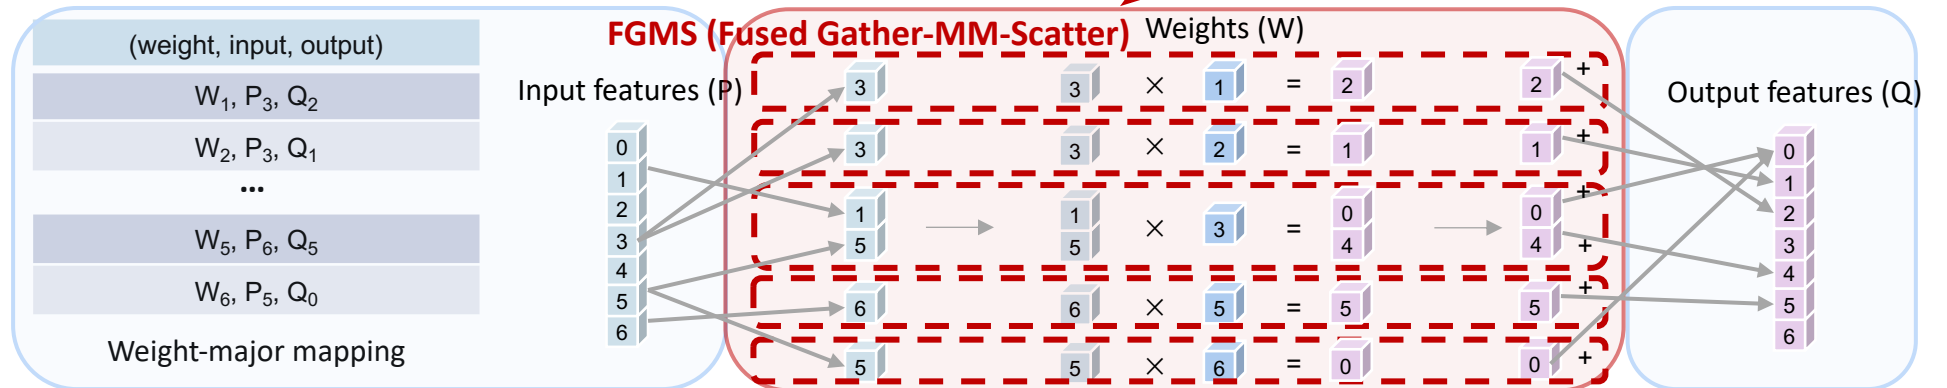 FGMS (Fused Gather-MM-Scatter)
Weights (W)
(weight, input, output)
W₁, P₃, Q₂
W₂, P₃, Q₁
...
W₅, P₆, Q₅
W₆, P₅, Q₀
Weight-major mapping
Input features (P)
0
1
2
3
4
5
6
3 3 × 1 = 2 2 +
3 3 × 2 = 1 1 +
1 1 0 0 +
× 3 =
5 5 4 4 +
6 6 × 5 = 5 5 +
5 5 × 6 = 0 0 +
Output features (Q)
0
1
2
3
4
5
6